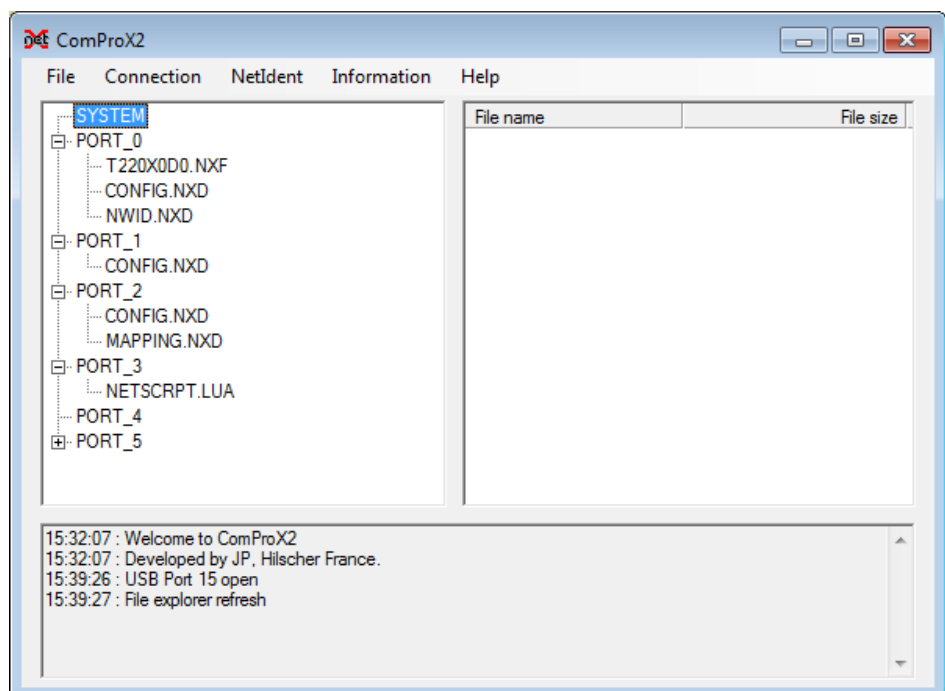 net ComProX2
File Connection NetIdent Information Help
SYSTEM
PORT_0
T220X0D0.NXF
CONFIG.NXD
NWID.NXD
PORT_1
CONFIG.NXD
PORT_2
CONFIG.NXD
MAPPING.NXD
PORT_3
NETSCRPT.LUA
PORT_4
PORT_5
File name File size
15:32:07 : Welcome to ComProX2
15:32:07 : Developed by JP, Hilscher France.
15:39:26 : USB Port 15 open
15:39:27 : File explorer refresh